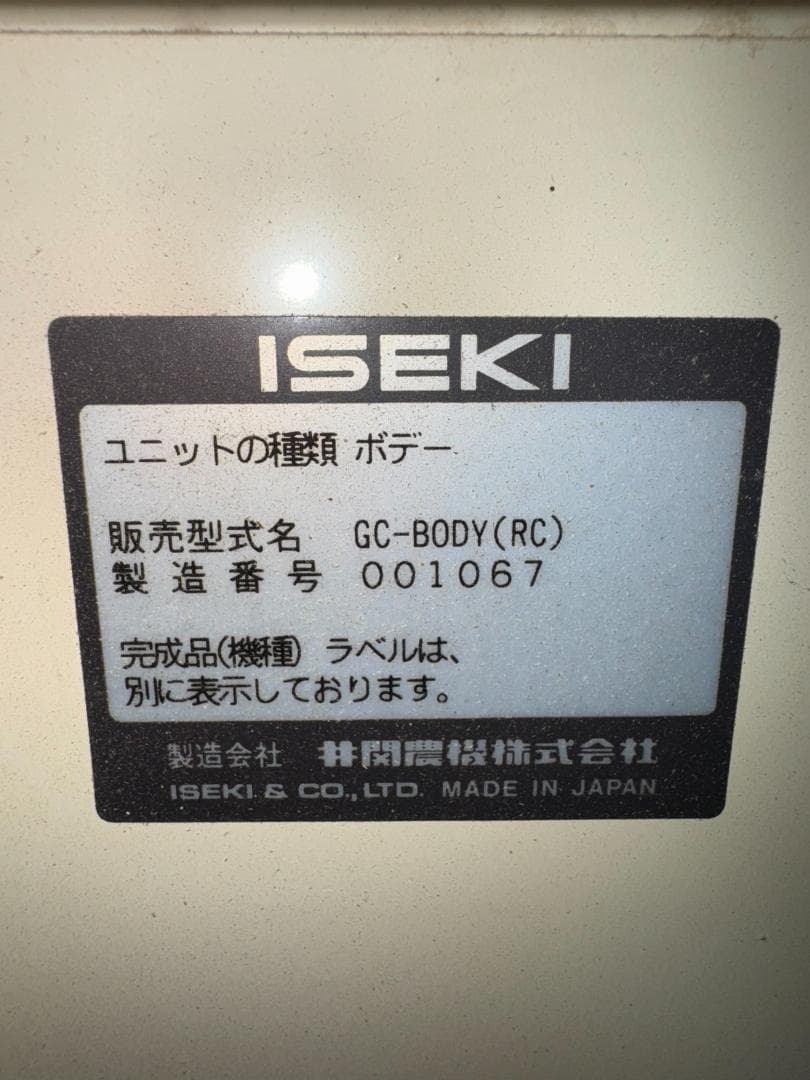 ISEKI
ユニットの種類 ボデー
販売型式名 GC-BODY(RC)
製造番号 001067
完成品(機種) ラベルは、
別に表示しております。
製造会社 井関農機株式会社
ISEKI & CO.,LTD. MADE IN JAPAN